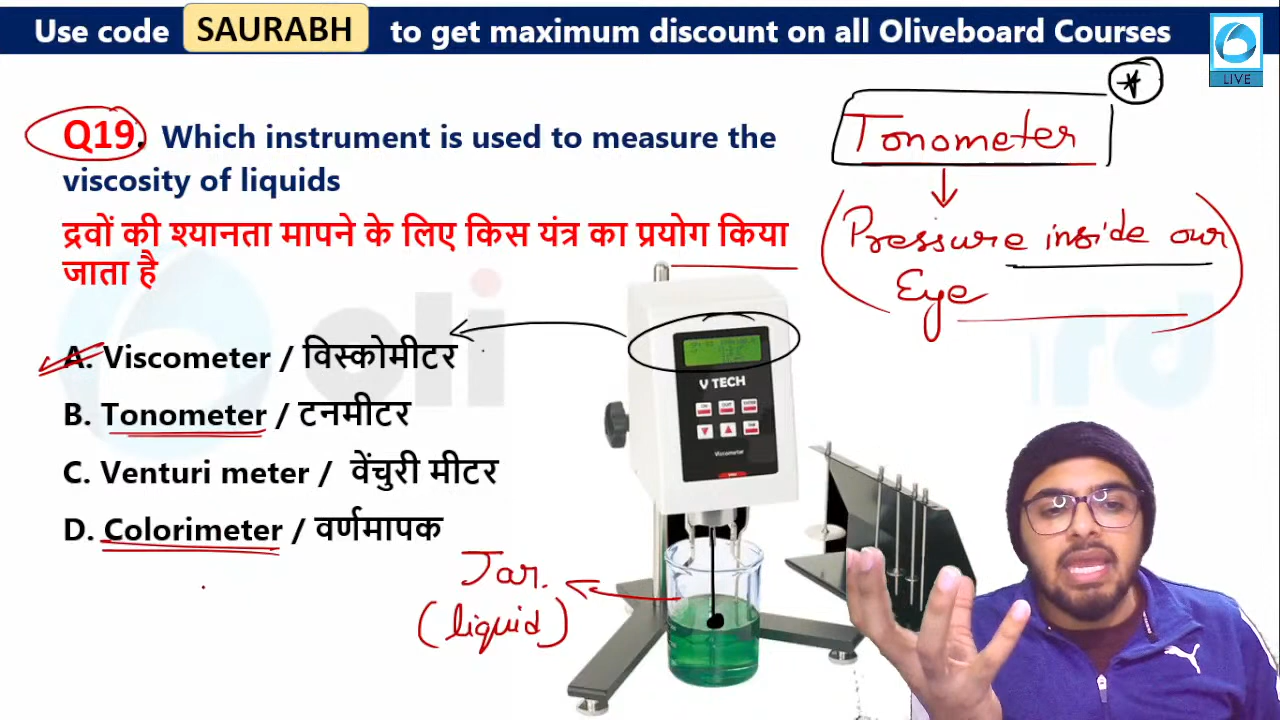 Use code SAURABH to get maximum discount on all Oliveboard Courses
LIVE
Q19. Which instrument is used to measure the
viscosity of liquids
द्रवों की श्यानता मापने के लिए किस यंत्र का प्रयोग किया
जाता है
A. Viscometer / विस्कोमीटर
B. Tonometer / टनमीटर
C. Venturi meter / वेंचुरी मीटर
D. Colorimeter / वर्णमापक
Tonometer
Pressure inside our
Eye
V TECH
Viscometer
Jar.
(liquid)